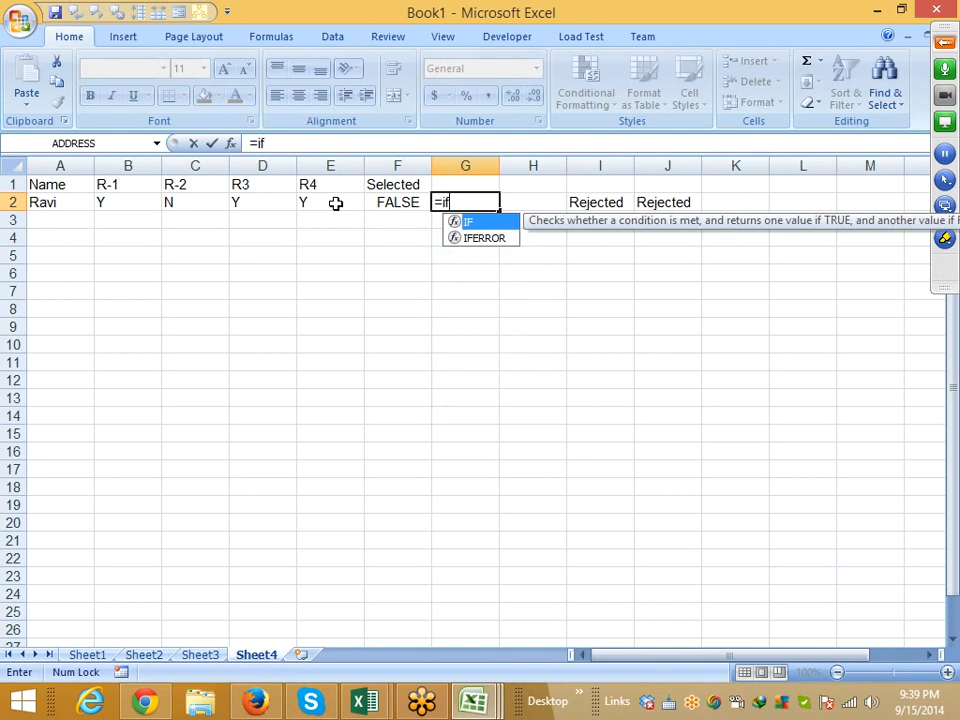 Book1 - Microsoft Excel
Home Insert Page Layout Formulas Data Review View Developer Load Test Team
Paste
11
General
Conditional Formatting
Format as Table
Cell Styles
Insert
Delete
Format
Sort & Filter
Find & Select
Clipboard Font Alignment Number Styles Cells Editing
ADDRESS =if
A B C D E F G H I J K L M
1 Name R-1 R-2 R3 R4 Selected
2 Ravi Y N Y Y FALSE =if Rejected Rejected
3 IF Checks whether a condition is met, and returns one value if TRUE, and another value if F
4 IFERROR
5
6
7
8
9
10
11
12
13
14
15
16
17
18
19
20
21
22
23
24
25
26
27
Sheet1 Sheet2 Sheet3 Sheet4
Enter Num Lock 100%
Desktop Links 9:39 PM
9/15/2014